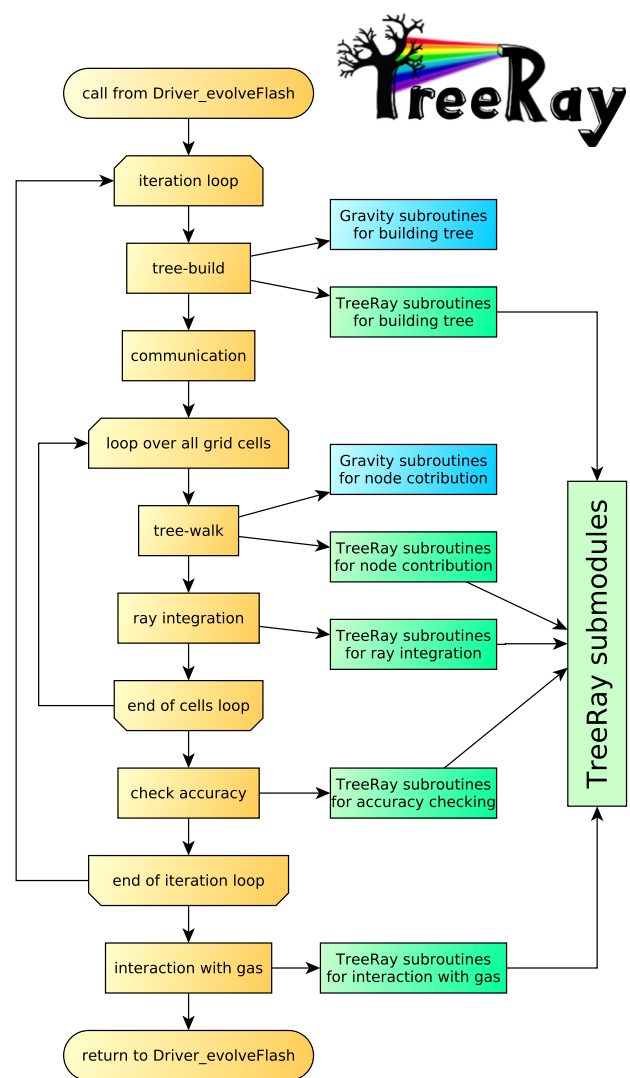 TreeRay
call from Driver_evolveFlash
iteration loop
Gravity subroutines
for building tree
tree-build
TreeRay subroutines
for building tree
communication
loop over all grid cells
Gravity subroutines
for node cotribution
tree-walk
TreeRay subroutines
for node contribution
ray integration
TreeRay subroutines
for ray integration
TreeRay submodules
end of cells loop
check accuracy
TreeRay subroutines
for accuracy checking
end of iteration loop
interaction with gas
TreeRay subroutines
for interaction with gas
return to Driver_evolveFlash